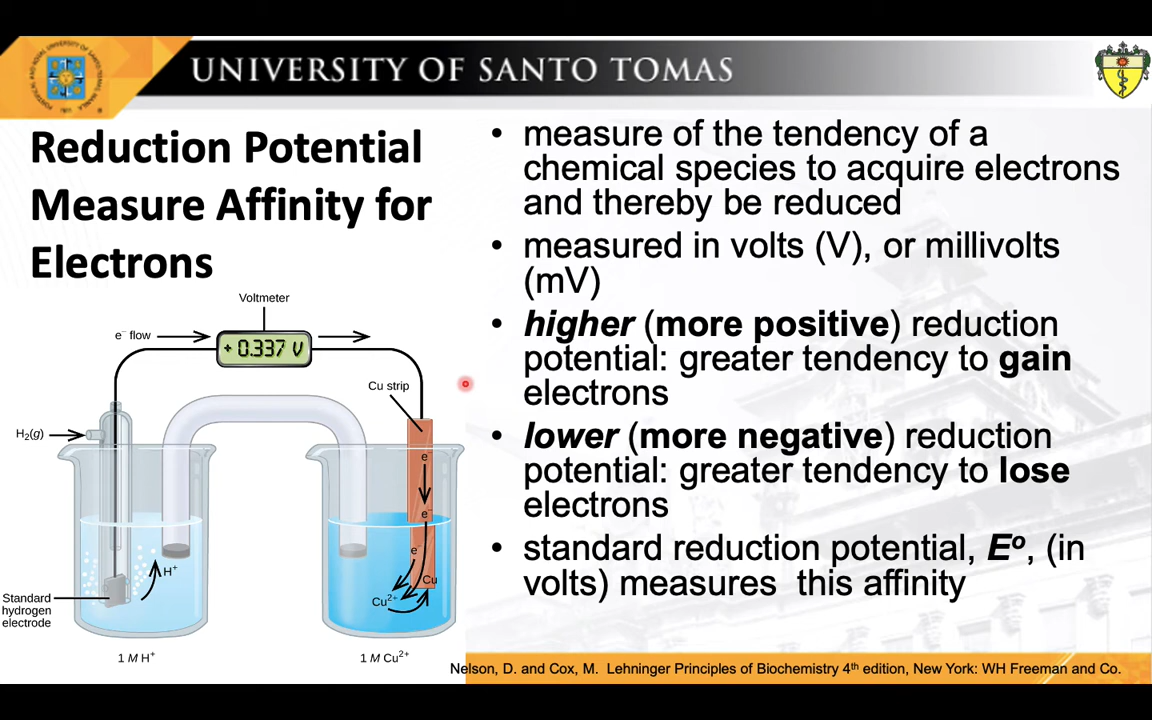 UNIVERSITY OF SANTO TOMAS
Reduction Potential
Measure Affinity for
Electrons
• measure of the tendency of a
chemical species to acquire electrons
and thereby be reduced
• measured in volts (V), or millivolts
(mV)
• higher (more positive) reduction
potential: greater tendency to gain
electrons
• lower (more negative) reduction
potential: greater tendency to lose
electrons
• standard reduction potential, Eº, (in
volts) measures this affinity
Voltmeter
e⁻ flow
+ 0.337 V
Cu strip
H₂(g)
e
e⁻
e⁻
H⁺
Cu
Cu²⁺
Standard
hydrogen
electrode
1 M H⁺
1 M Cu²⁺
Nelson, D. and Cox, M. Lehninger Principles of Biochemistry 4th edition, New York: WH Freeman and Co.